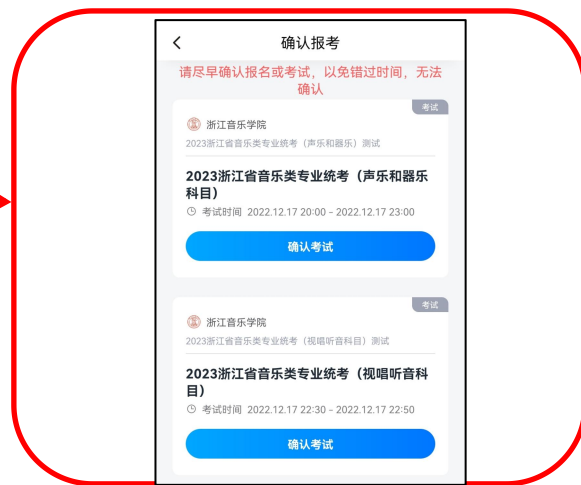 确认报考
请尽早确认报名或考试，以免错过时间，无法
确认
考试
浙江音乐学院
2023浙江省音乐类专业统考（声乐和器乐）测试
2023浙江省音乐类专业统考（声乐和器乐
科目）
考试时间 2022.12.17 20:00 - 2022.12.17 23:00
确认考试
考试
浙江音乐学院
2023浙江省音乐类专业统考（视唱听音科目）测试
2023浙江省音乐类专业统考（视唱听音科
目）
考试时间 2022.12.17 22:30 - 2022.12.17 22:50
确认考试